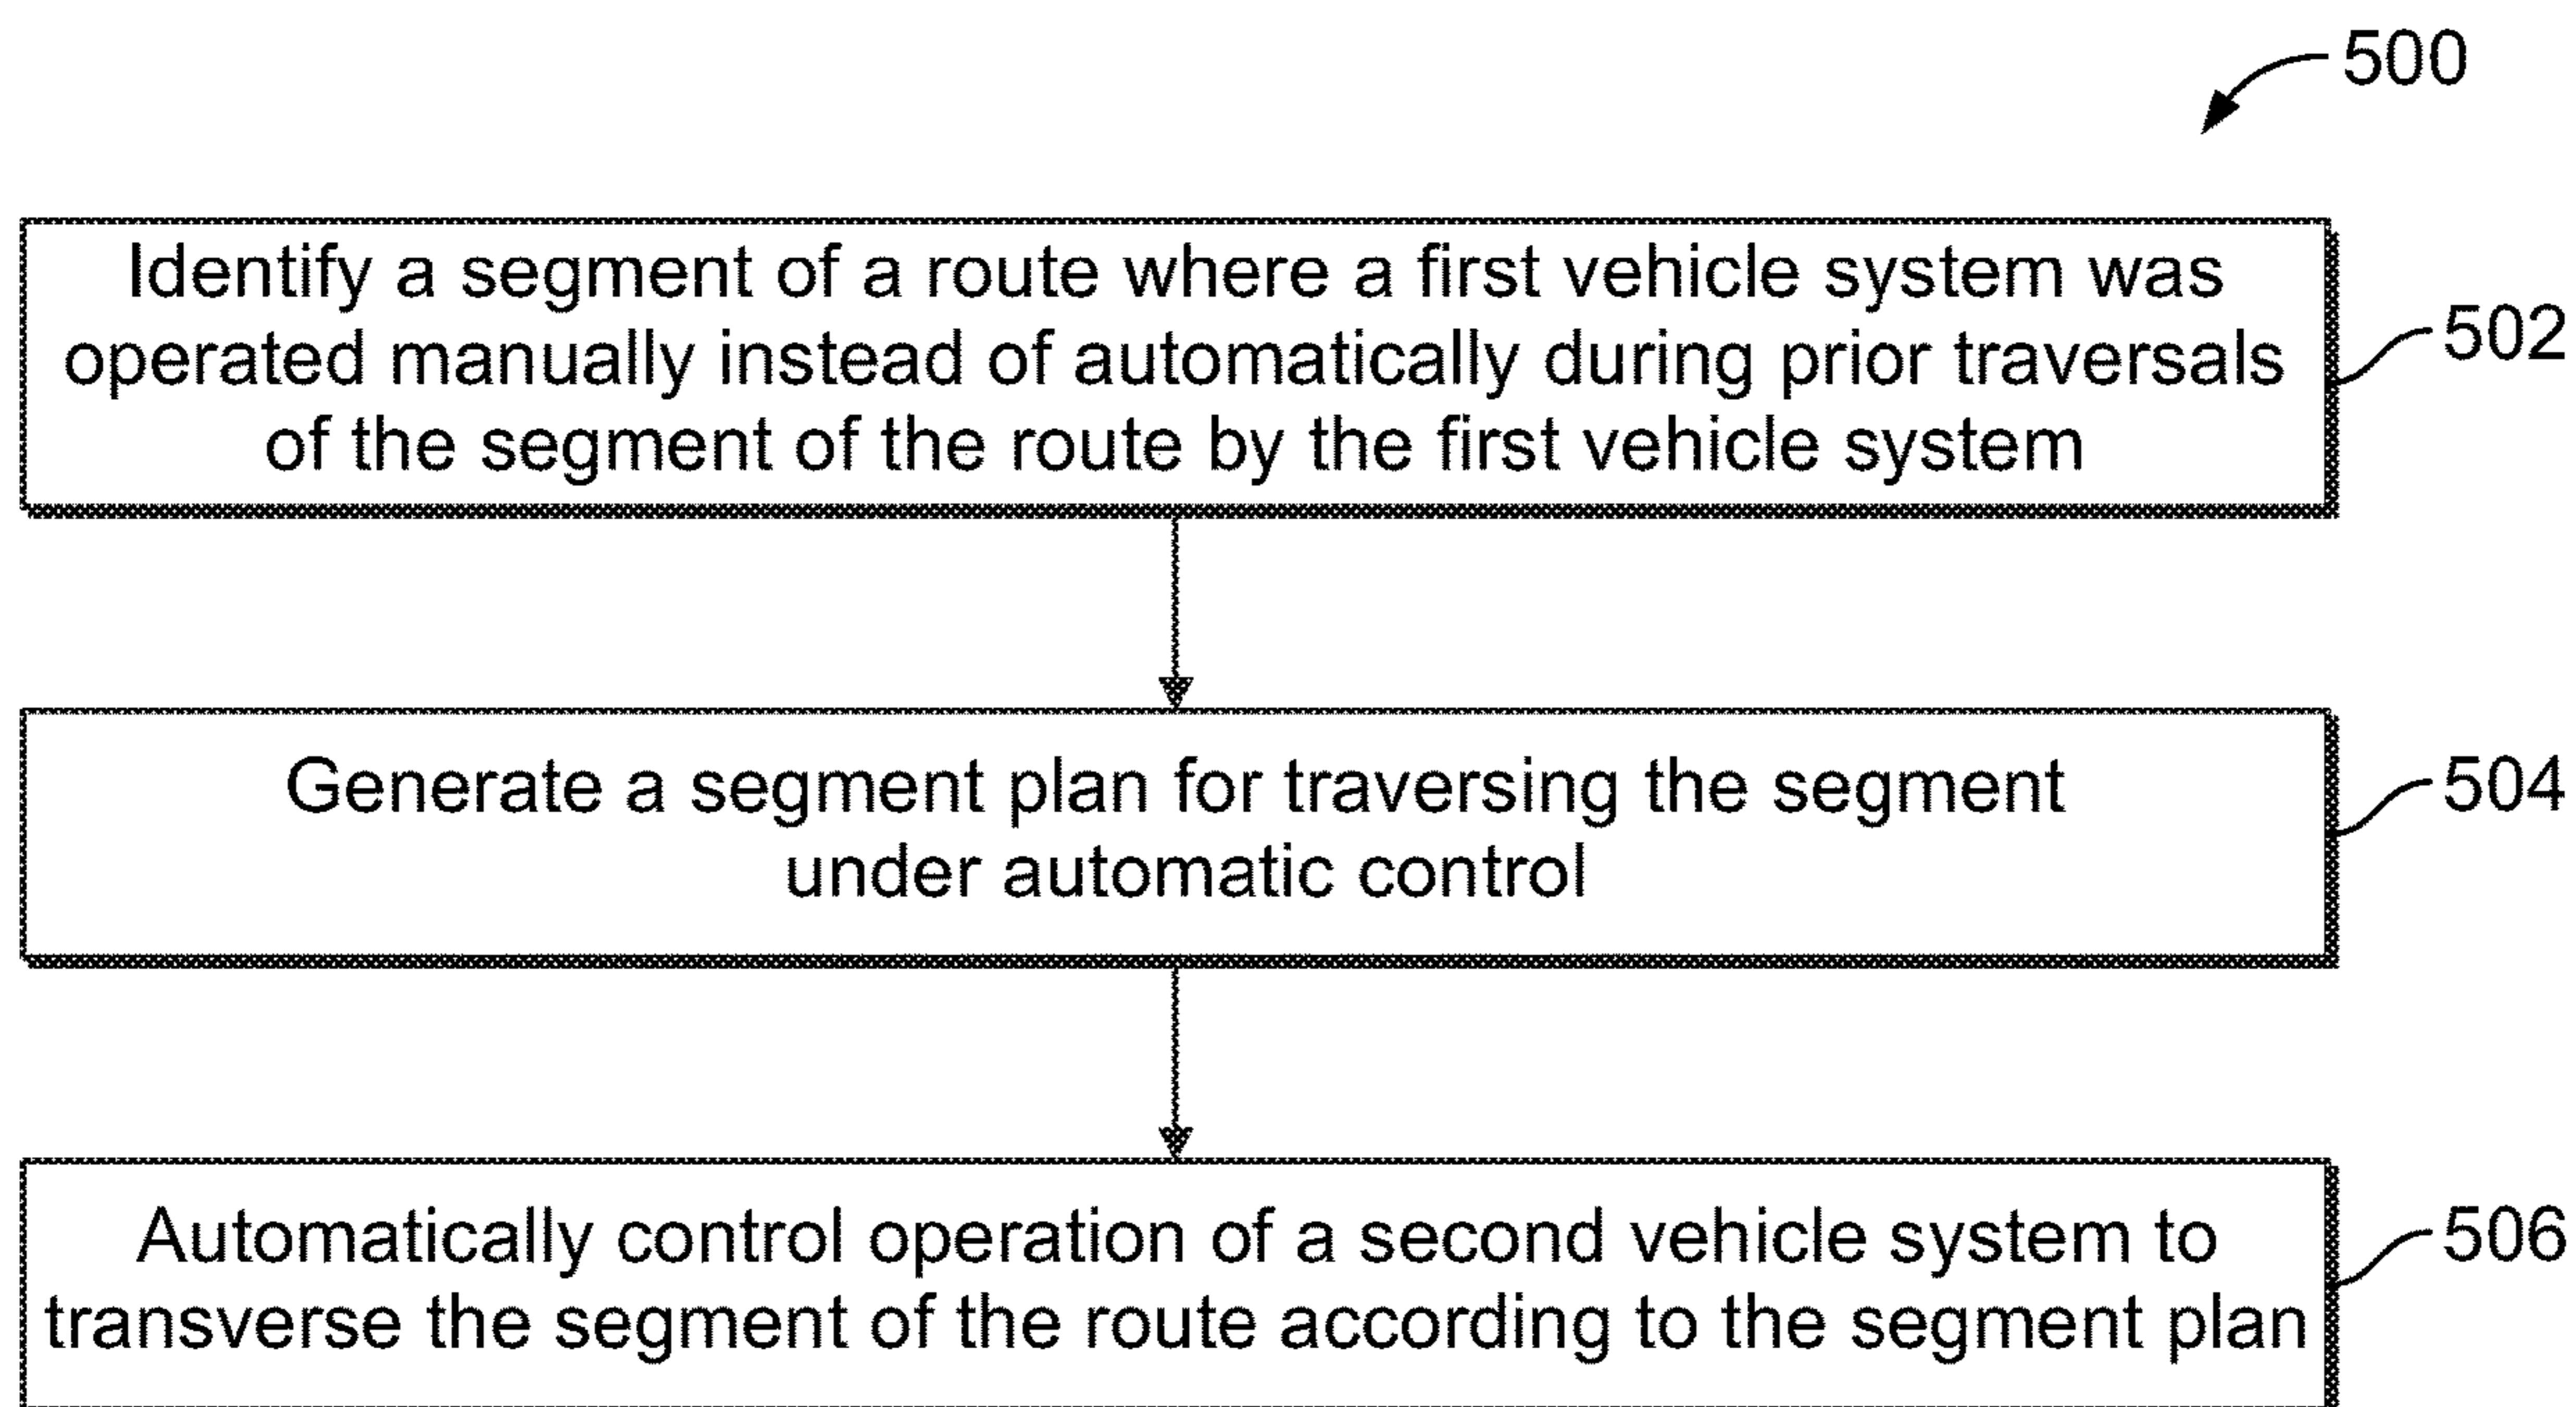 500
Identify a segment of a route where a first vehicle system was
operated manually instead of automatically during prior traversals
of the segment of the route by the first vehicle system
502
Generate a segment plan for traversing the segment
under automatic control
504
Automatically control operation of a second vehicle system to
transverse the segment of the route according to the segment plan
506